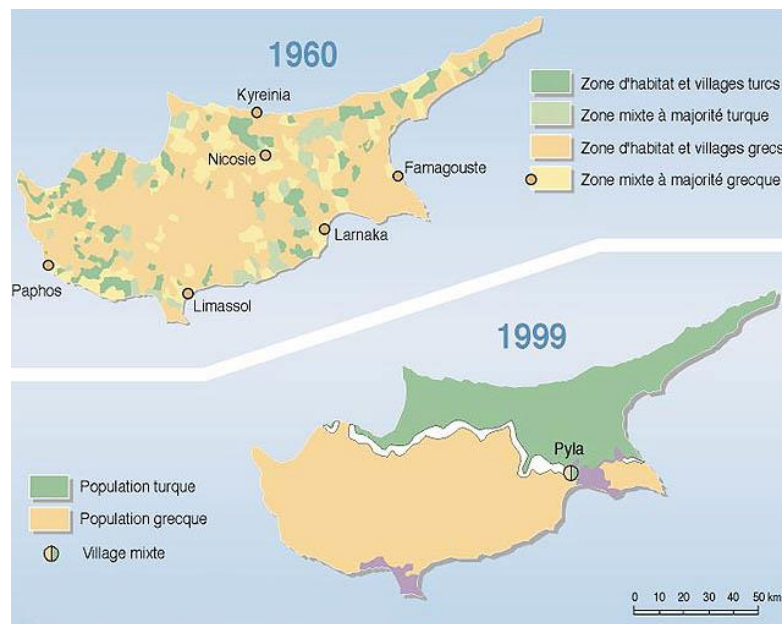 1960
Kyreinia
Nicosie
Famagouste
Larnaka
Paphos
Limassol
Zone d'habitat et villages turcs
Zone mixte à majorité turque
Zone d'habitat et villages grecs
Zone mixte à majorité grecque
1999
Pyla
Population turque
Population grecque
Village mixte
0 10 20 30 40 50 km